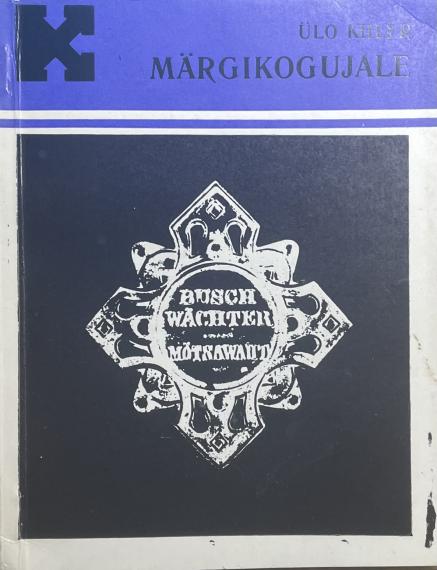 ÜLO
MÄRGIKOGUJALE
BUSCH
WÄCHTER
MÖTSAWAHT